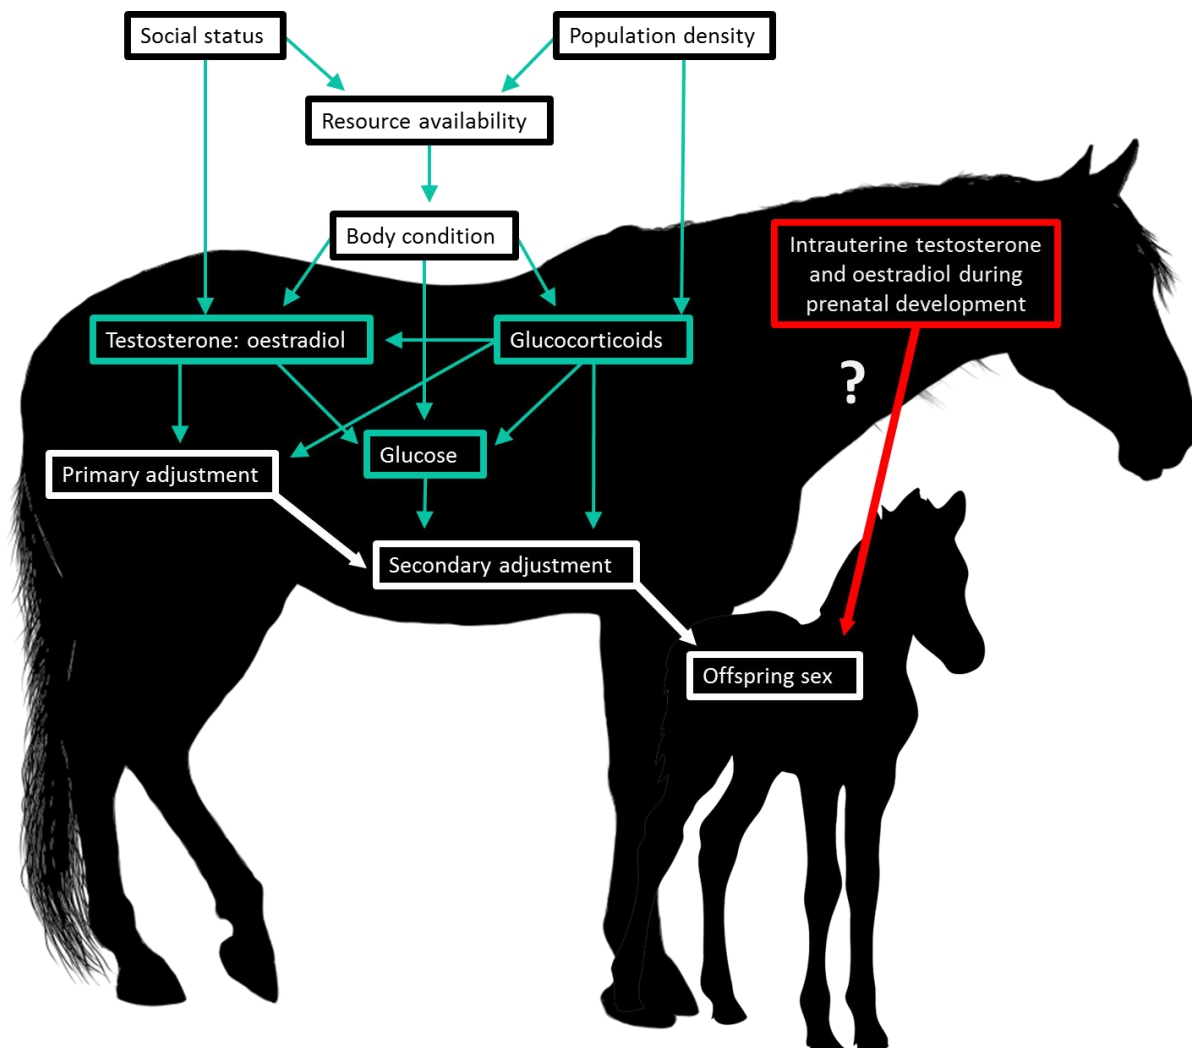 Social status
Population density
Resource availability
Body condition
Intrauterine testosterone
and oestradiol during
prenatal development
Testosterone: oestradiol
Glucocorticoids
?
Glucose
Primary adjustment
Secondary adjustment
Offspring sex